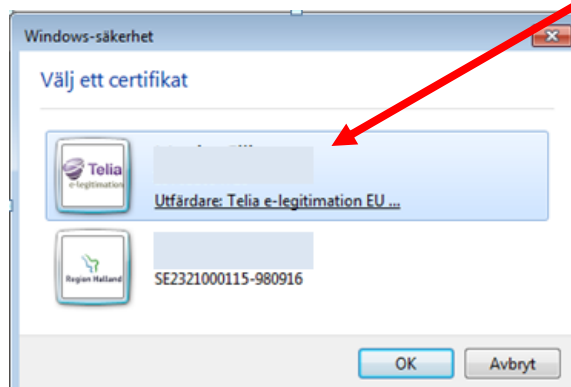 Windows-säkerhet
Välj ett certifikat
Telia
e-legitimation
Utfärdare: Telia e-legitimation EU ...
Region Halland
SE2321000115-980916
OK
Avbryt